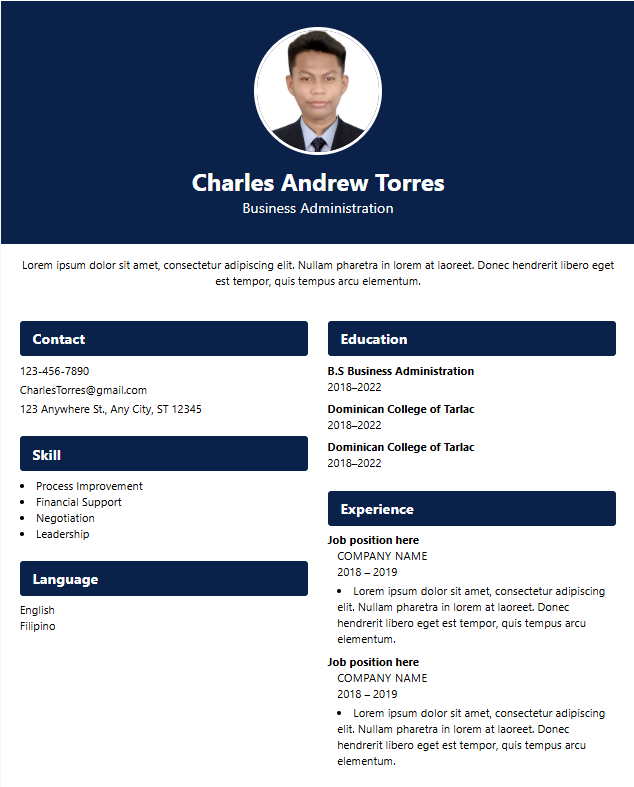 Charles Andrew Torres
Business Administration
Lorem ipsum dolor sit amet, consectetur adipiscing elit. Nullam pharetra in lorem at laoreet. Donec hendrerit libero eget
est tempor, quis tempus arcu elementum.
Contact
123-456-7890
CharlesTorres@gmail.com
123 Anywhere St., Any City, ST 12345
Skill
• Process Improvement
• Financial Support
• Negotiation
• Leadership
Language
English
Filipino
Education
B.S Business Administration
2018–2022
Dominican College of Tarlac
2018–2022
Dominican College of Tarlac
2018–2022
Experience
Job position here
COMPANY NAME
2018 – 2019
• Lorem ipsum dolor sit amet, consectetur adipiscing
elit. Nullam pharetra in lorem at laoreet. Donec
hendrerit libero eget est tempor, quis tempus arcu
elementum.
Job position here
COMPANY NAME
2018 – 2019
• Lorem ipsum dolor sit amet, consectetur adipiscing
elit. Nullam pharetra in lorem at laoreet. Donec
hendrerit libero eget est tempor, quis tempus arcu
elementum.